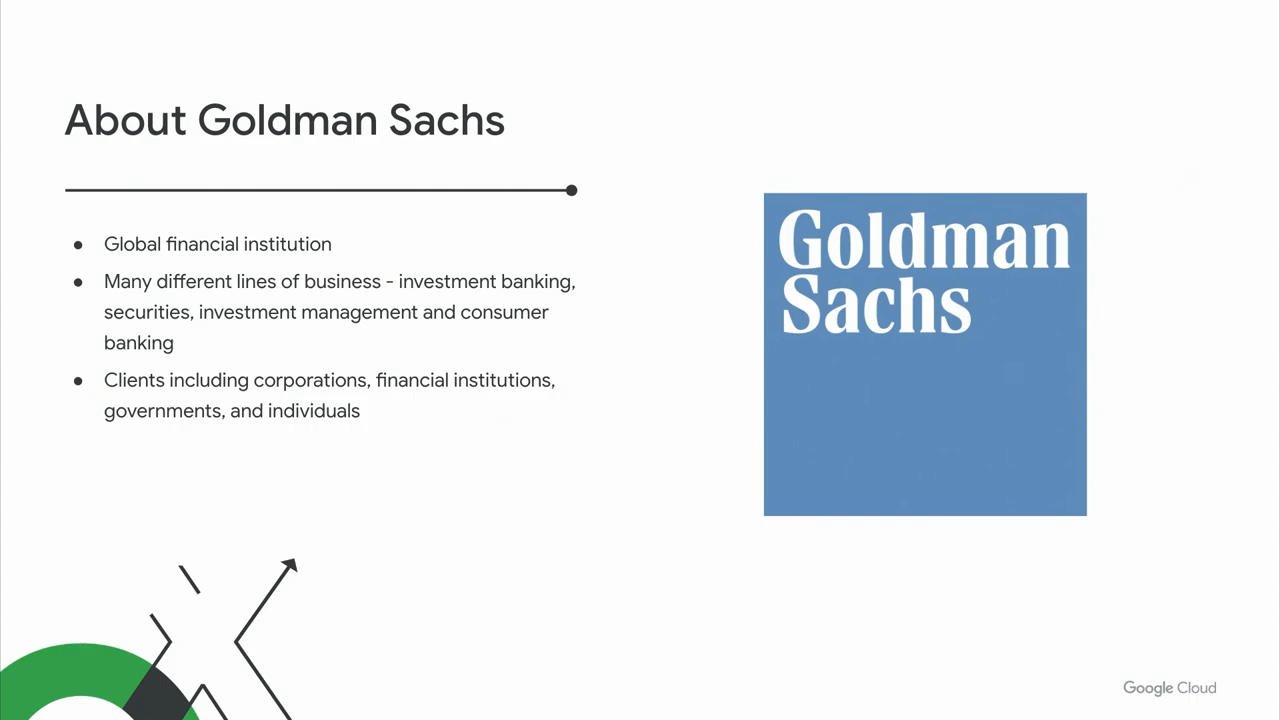 About Goldman Sachs
● Global financial institution
● Many different lines of business - investment banking,
securities, investment management and consumer
banking
● Clients including corporations, financial institutions,
governments, and individuals
Goldman
Sachs
Google Cloud